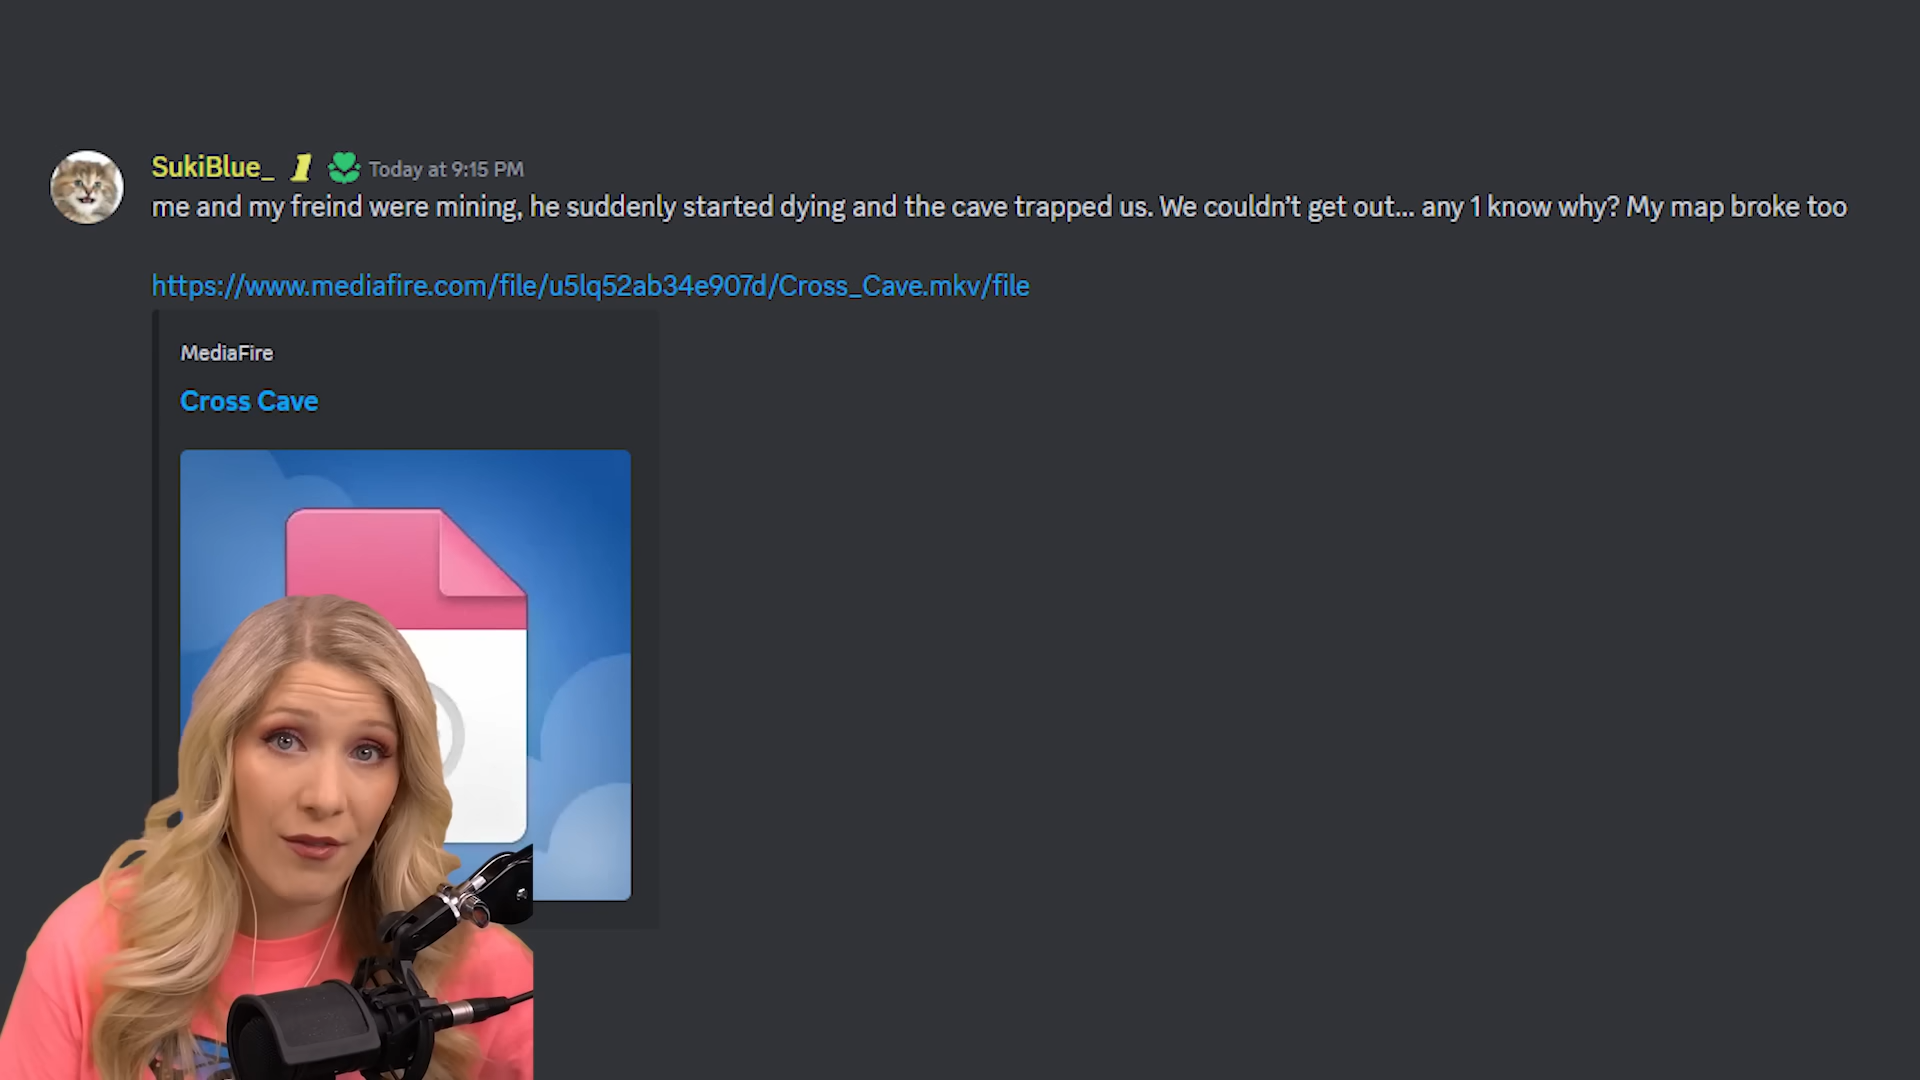 SukiBlue_ Today at 9:15 PM
me and my freind were mining, he suddenly started dying and the cave trapped us. We couldn't get out... any 1 know why? My map broke too
https://www.mediafire.com/file/u5lq52ab34e907d/Cross_Cave.mkv/file
MediaFire
Cross Cave